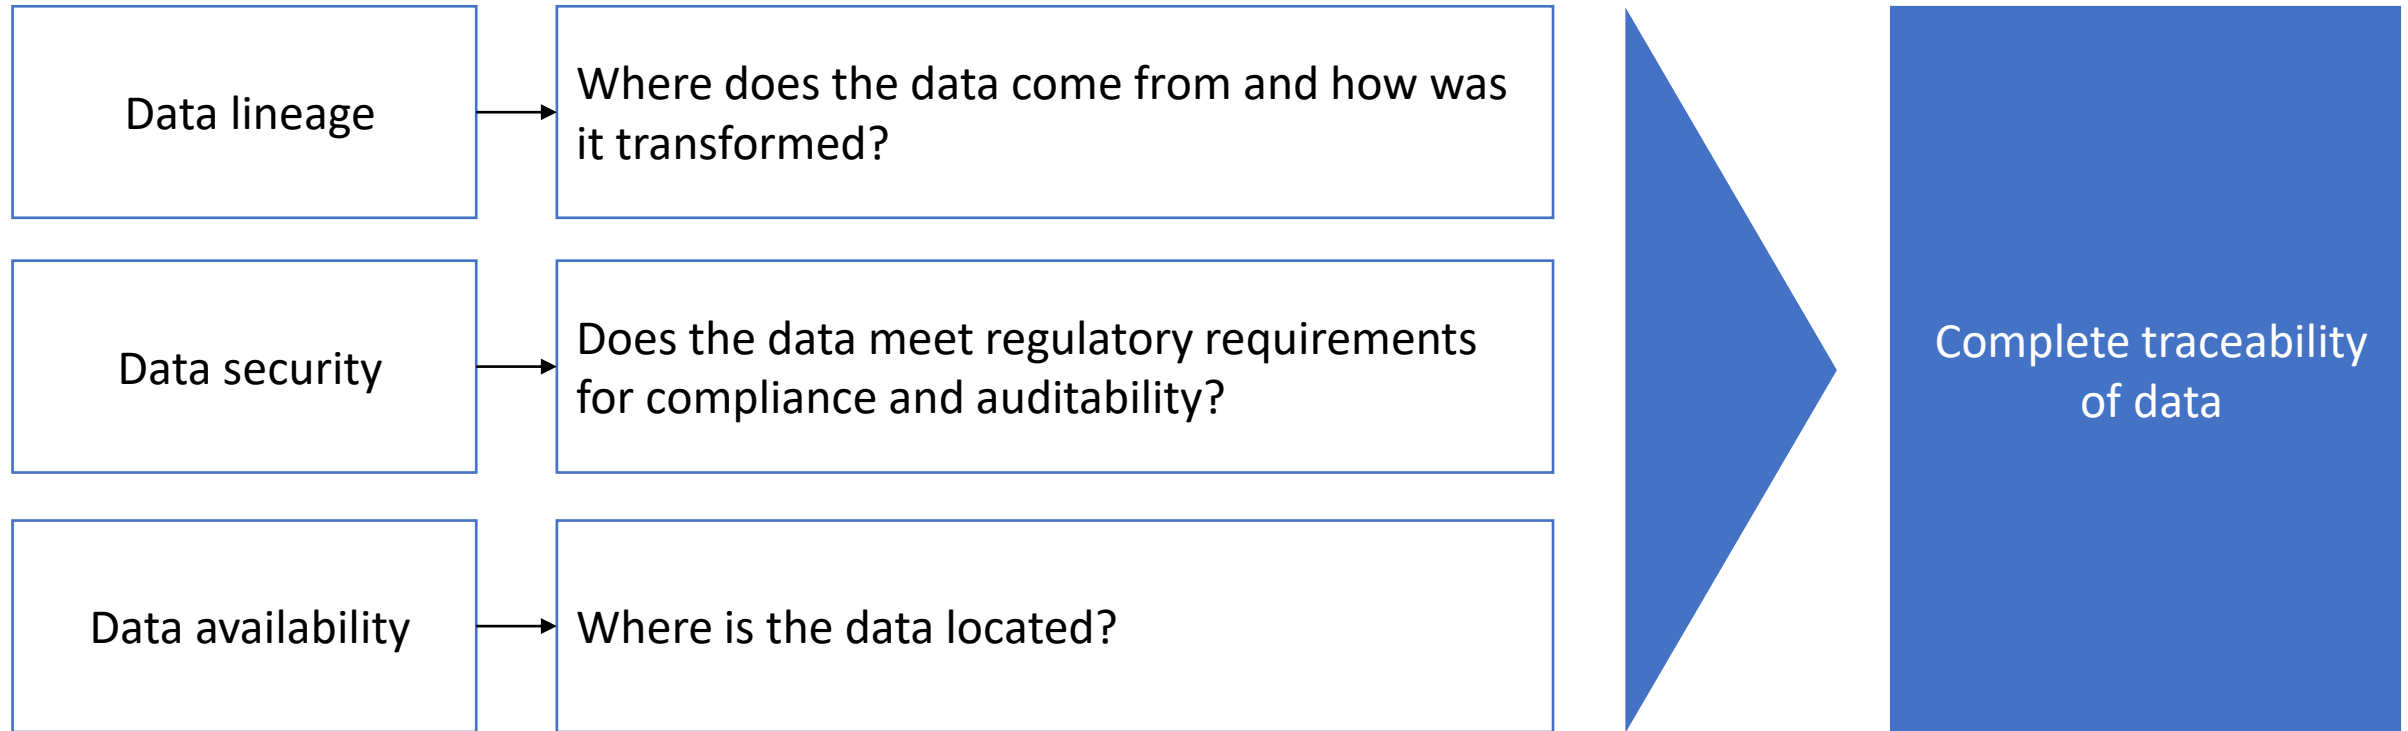 Data lineage
Where does the data come from and how was
it transformed?
Data security
Does the data meet regulatory requirements
for compliance and auditability?
Data availability
Where is the data located?
Complete traceability
of data